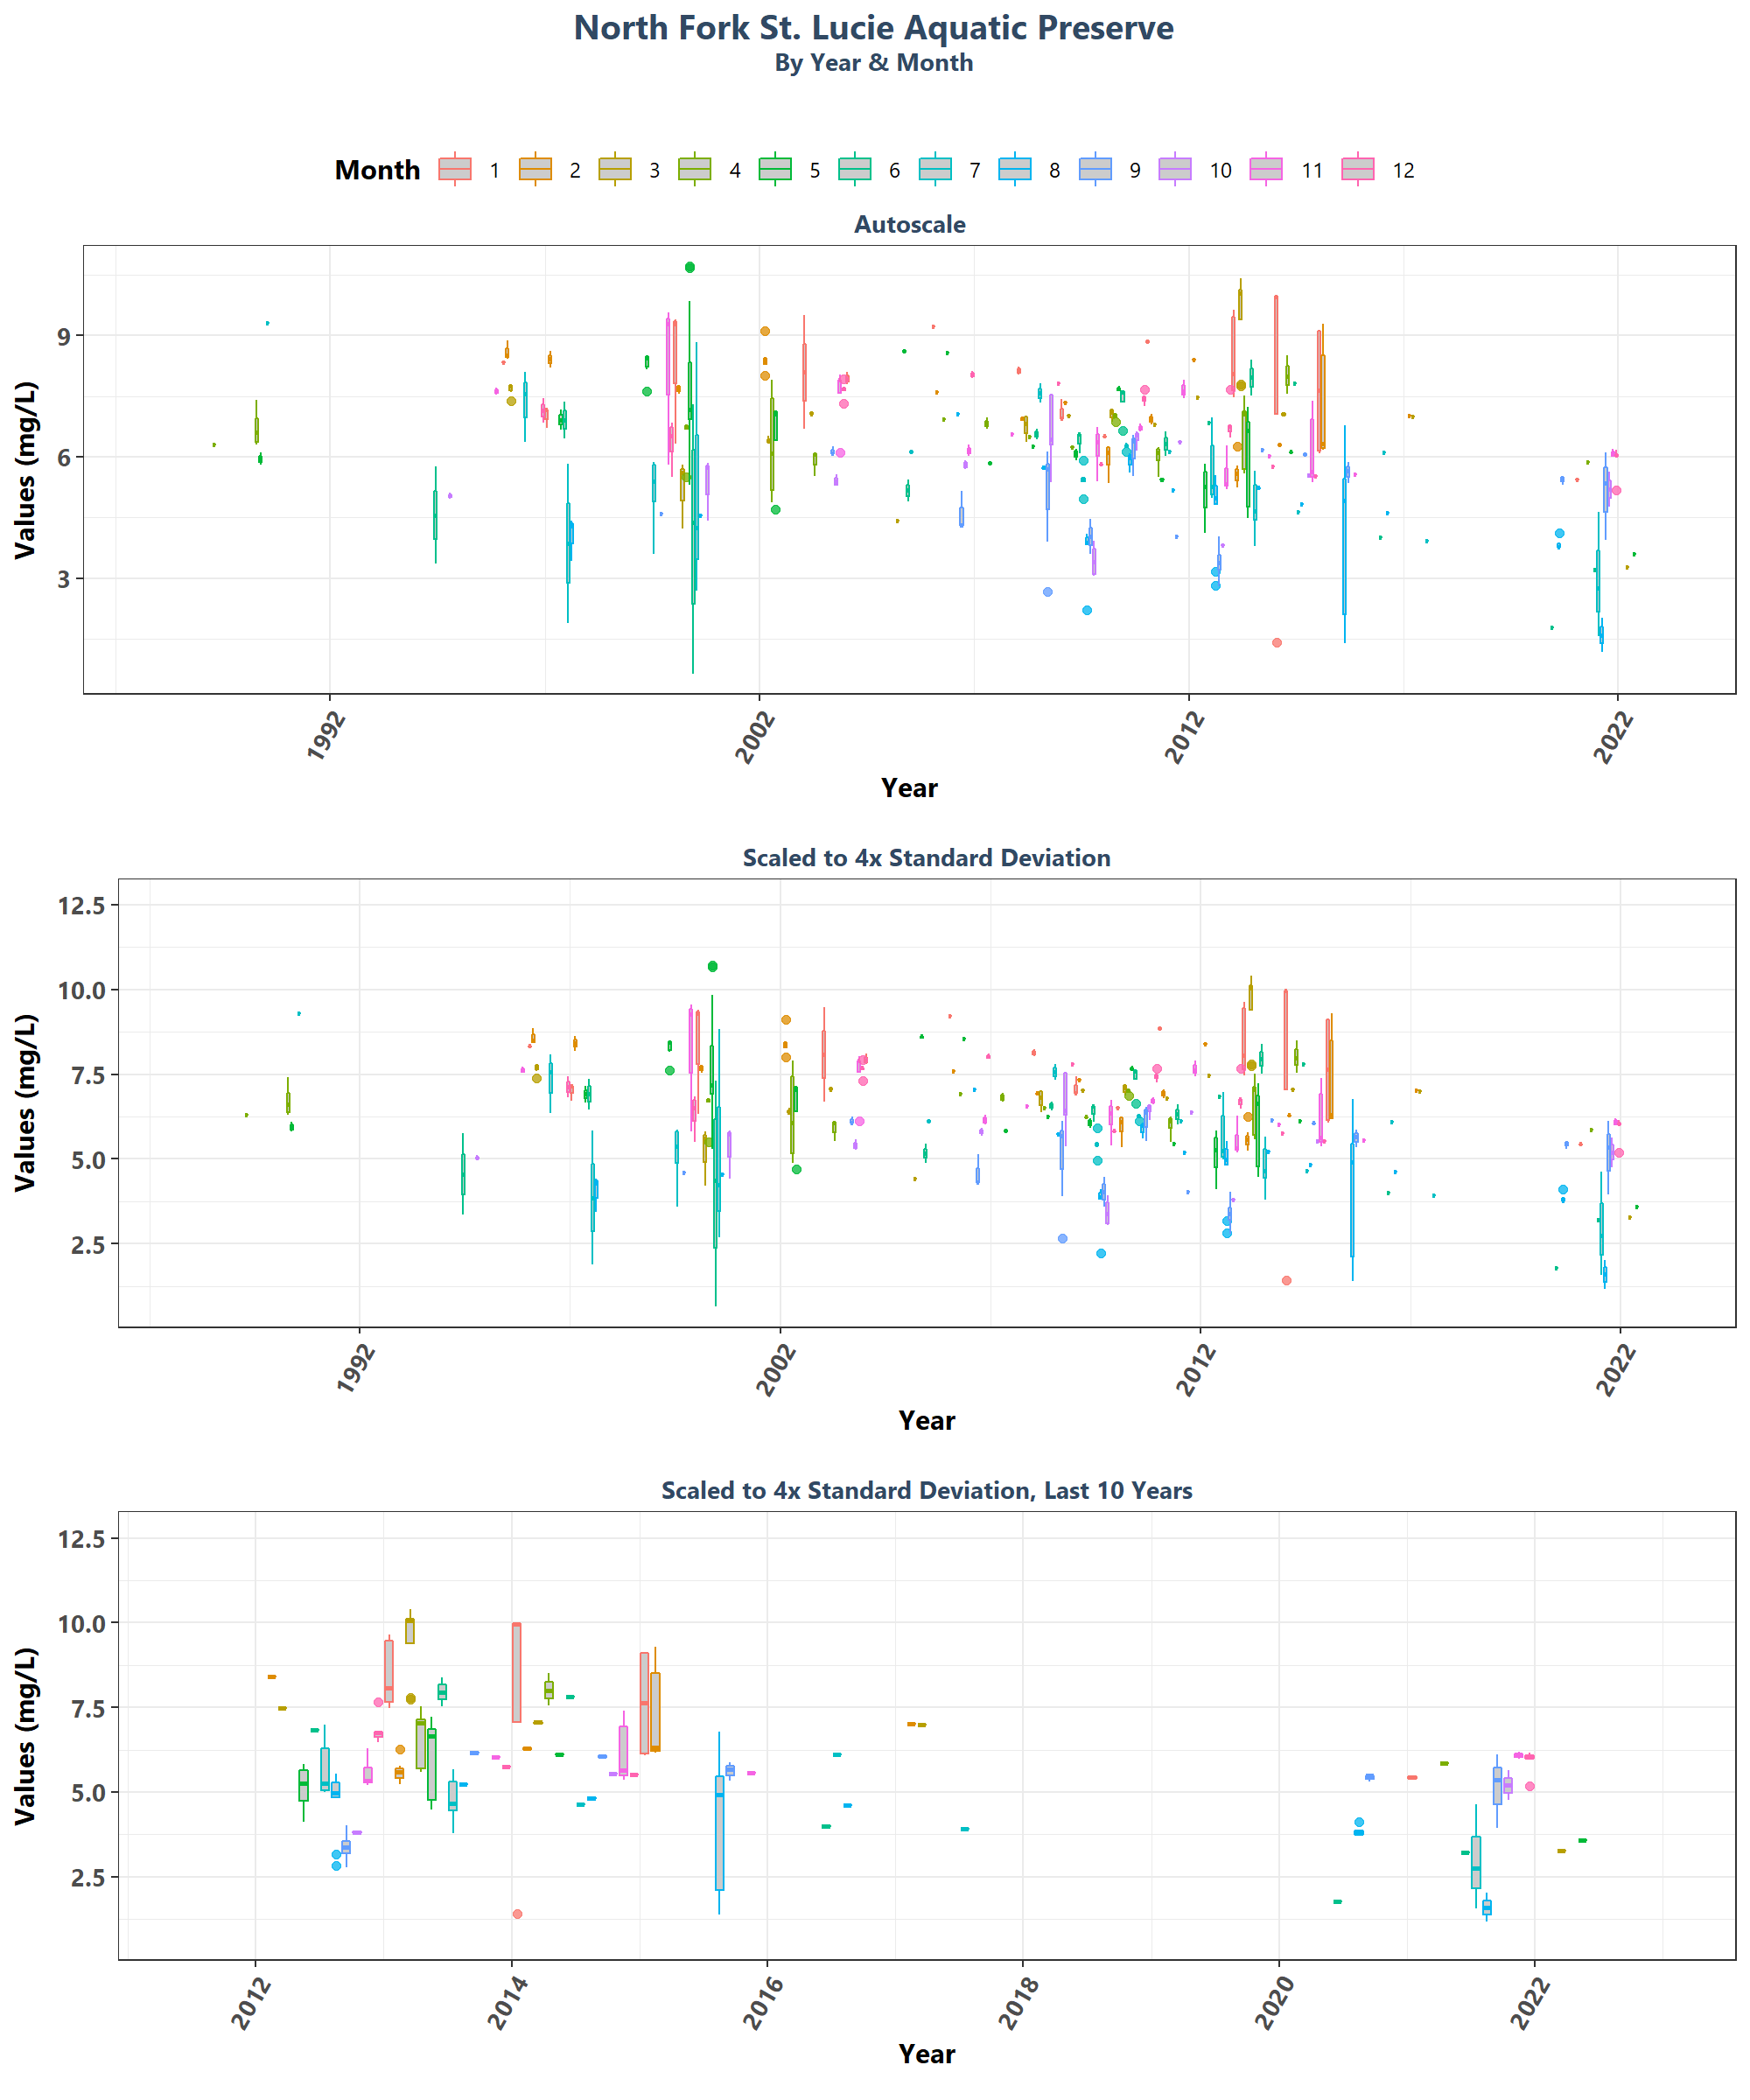 North Fork St. Lucie Aquatic Preserve
By Year & Month
Month 1 2 3 4 5 6 7 8 9 10 11 12
Autoscale
Values (mg/L)
9
6
3
1992 2002 2012 2022
Year
Scaled to 4x Standard Deviation
Values (mg/L)
12.5
10.0
7.5
5.0
2.5
1992 2002 2012 2022
Year
Scaled to 4x Standard Deviation, Last 10 Years
Values (mg/L)
12.5
10.0
7.5
5.0
2.5
2012 2014 2016 2018 2020 2022
Year